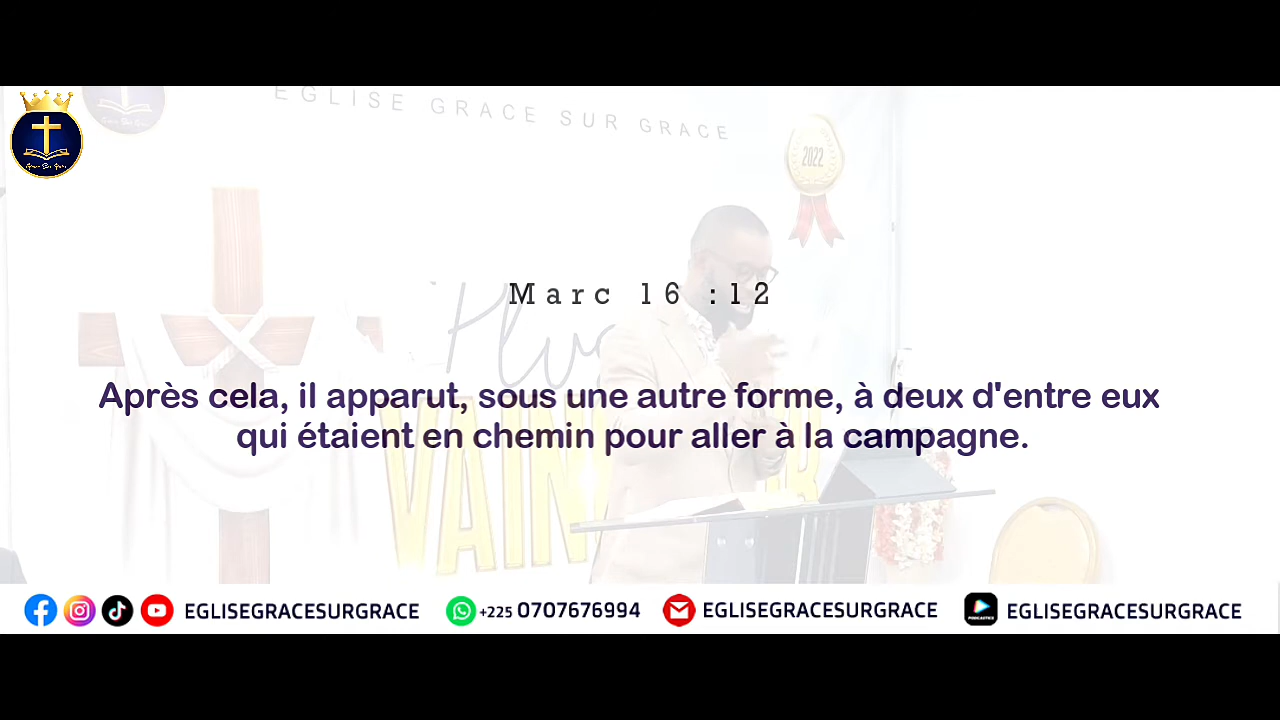 EGLISE GRACE SUR GRACE
2022
Marc 16 :12
Après cela, il apparut, sous une autre forme, à deux d'entre eux
qui étaient en chemin pour aller à la campagne.
EGLISEGRACESURGRACE
+225 0707676994
EGLISEGRACESURGRACE
PODCASTICS
EGLISEGRACESURGRACE